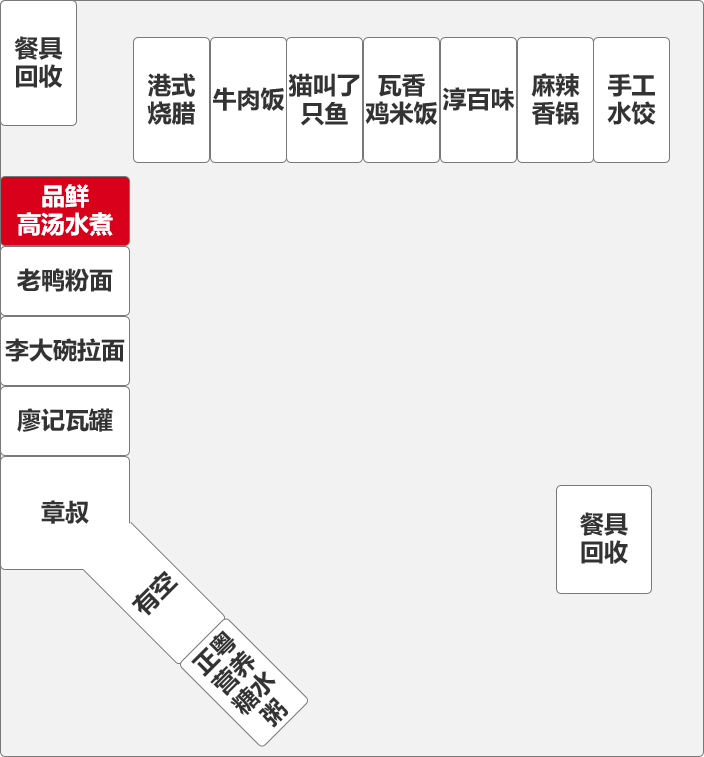 餐具
回收
港式
烧腊
牛肉饭
猫叫了
只鱼
瓦香
鸡米饭
淳百味
麻辣
香锅
手工
水饺
品鲜
高汤水煮
老鸭粉面
李大碗拉面
廖记瓦罐
章叔
有空
正粤
营养
糖水
粥
餐具
回收